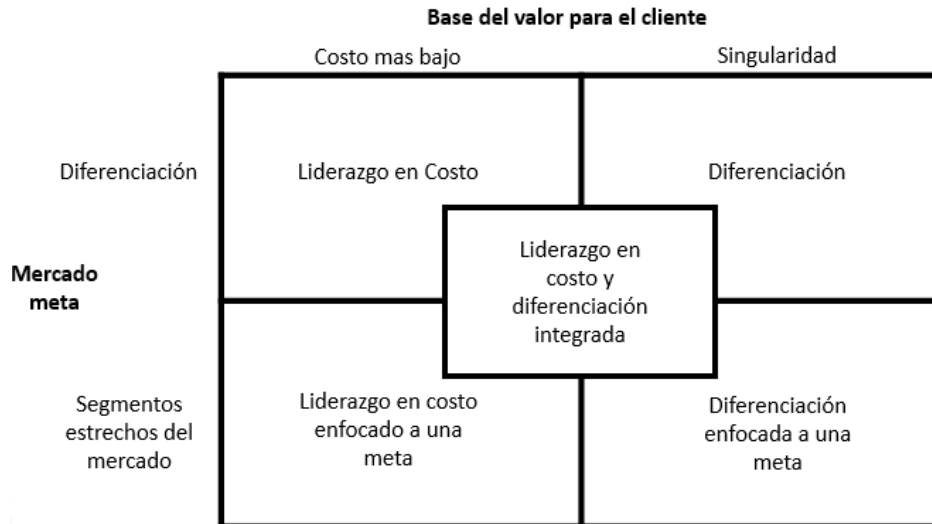 Base del valor para el cliente
Costo mas bajo
Singularidad
Diferenciación
Liderazgo en Costo
Diferenciación
Mercado
meta
Liderazgo en
costo y
diferenciación
integrada
Segmentos
estrechos del
mercado
Liderazgo en costo
enfocado a una
meta
Diferenciación
enfocada a una
meta